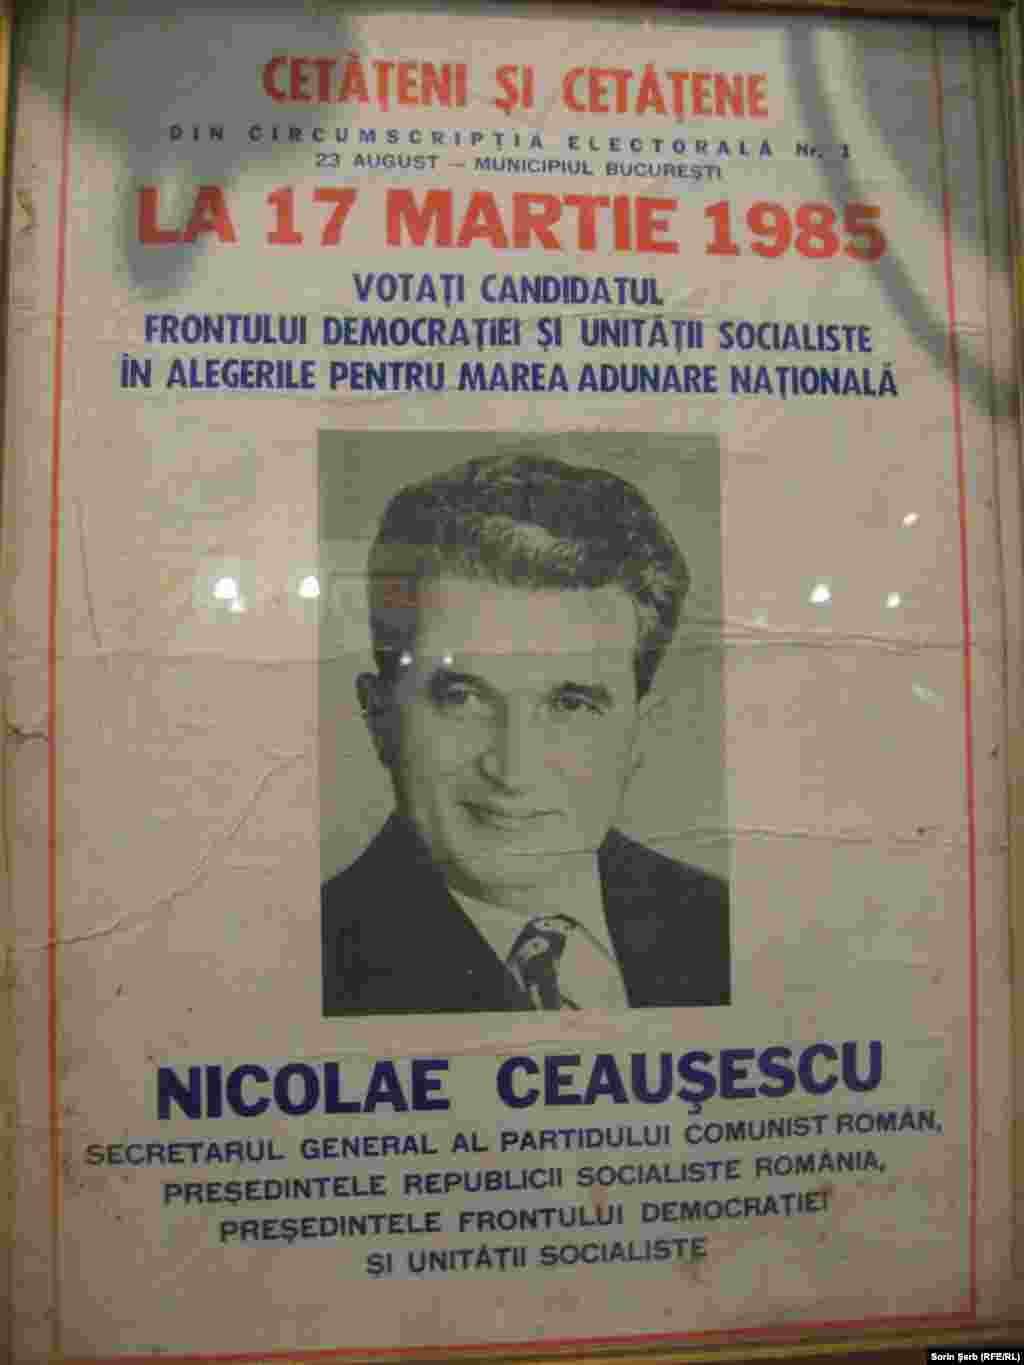 CETĂȚENI ȘI CETĂȚENE
DIN CIRCUMSCRIPȚIA ELECTORALĂ Nr. 1
23 AUGUST – MUNICIPIUL BUCUREȘTI
LA 17 MARTIE 1985
VOTAȚI CANDIDATUL
FRONTULUI DEMOCRAȚIEI ȘI UNITĂȚII SOCIALISTE
ÎN ALEGERILE PENTRU MAREA ADUNARE NAȚIONALĂ
NICOLAE CEAUȘESCU
SECRETARUL GENERAL AL PARTIDULUI COMUNIST ROMÂN,
PREȘEDINTELE REPUBLICII SOCIALISTE ROMÂNIA,
PREȘEDINTELE FRONTULUI DEMOCRAȚIEI
ȘI UNITĂȚII SOCIALISTE
Sorin Şerb (RFE/RL)